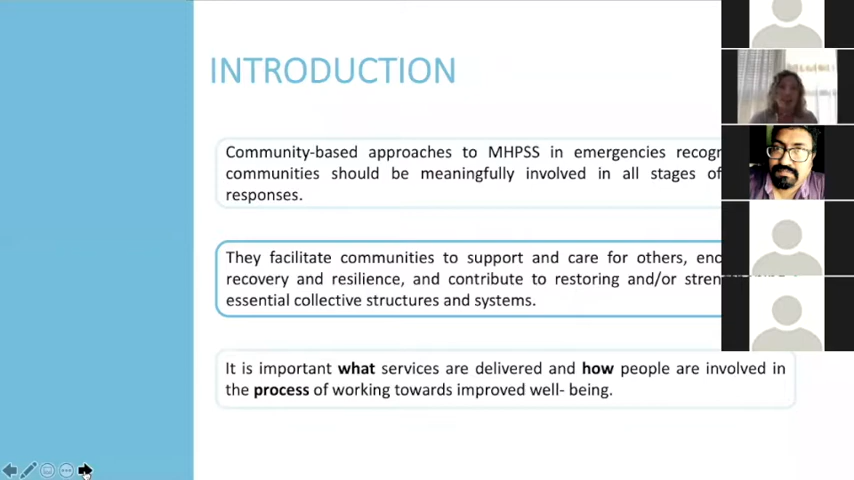 INTRODUCTION
Community-based approaches to MHPSS in emergencies
communities should be meaningfully involved in all stages of
responses.
They facilitate communities to support and care for others,
recovery and resilience, and contribute to restoring and/or
essential collective structures and systems.
It is important what services are delivered and how people are involved in
the process of working towards improved well- being.